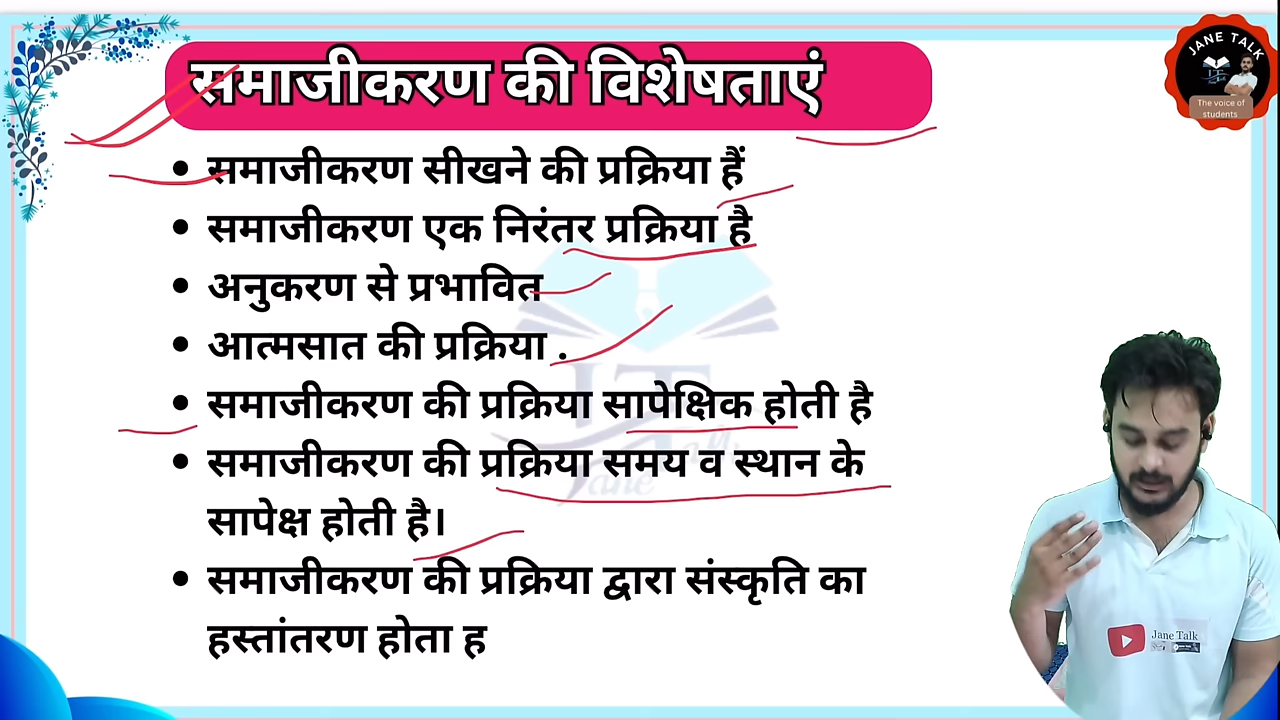 समाजीकरण की विशेषताएं
JANE TALK
The voice of
students
समाजीकरण सीखने की प्रक्रिया हैं
समाजीकरण एक निरंतर प्रक्रिया है
अनुकरण से प्रभावित
आत्मसात की प्रक्रिया .
समाजीकरण की प्रक्रिया सापेक्षिक होती है
समाजीकरण की प्रक्रिया समय व स्थान के
सापेक्ष होती है।
समाजीकरण की प्रक्रिया द्वारा संस्कृति का
हस्तांतरण होता ह
Jane Talk